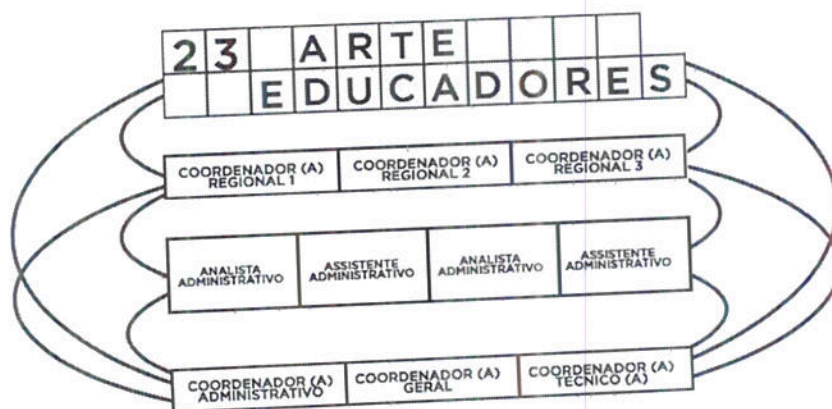 23 ARTE
EDUCADORES
COORDENADOR (A)
REGIONAL 1
COORDENADOR (A)
REGIONAL 2
COORDENADOR (A)
REGIONAL 3
ANALISTA
ADMINISTRATIVO
ASSISTENTE
ADMINISTRATIVO
ANALISTA
ADMINISTRATIVO
ASSISTENTE
ADMINISTRATIVO
COORDENADOR (A)
ADMINISTRATIVO
COORDENADOR (A)
GERAL
COORDENADOR (A)
TÉCNICO (A)